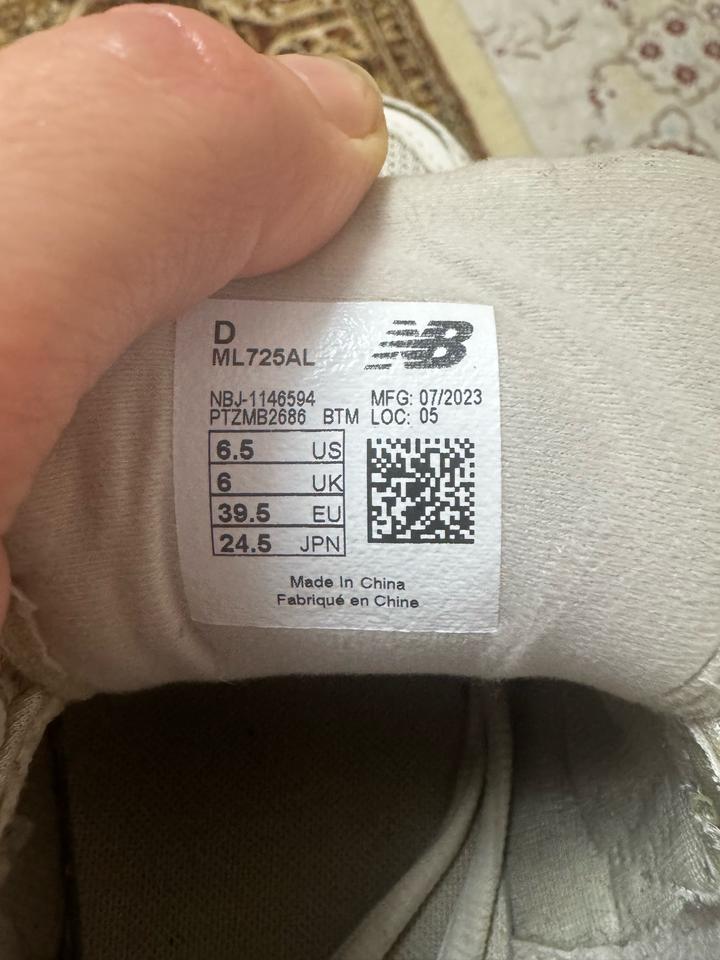 D
ML725AL
NB
NBJ-1146594 MFG: 07/2023
PTZMB2686 BTM LOC: 05
6.5 US
6 UK
39.5 EU
24.5 JPN
Made In China
Fabriqué en Chine